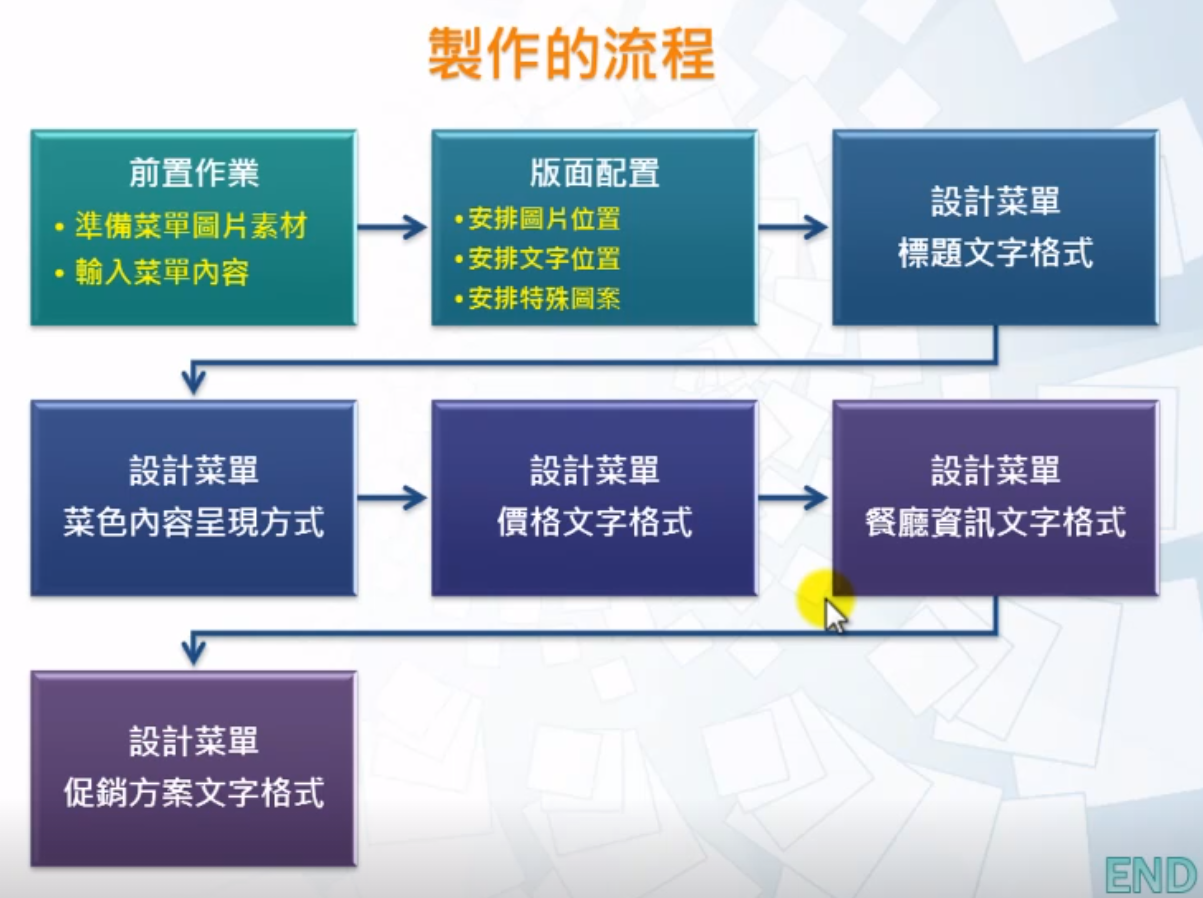 製作的流程
前置作業
•準備菜單圖片素材
•輸入菜單內容
版面配置
•安排圖片位置
•安排文字位置
•安排特殊圖案
設計菜單
標題文字格式
設計菜單
菜色內容呈現方式
設計菜單
價格文字格式
設計菜單
餐廳資訊文字格式
設計菜單
促銷方案文字格式
END